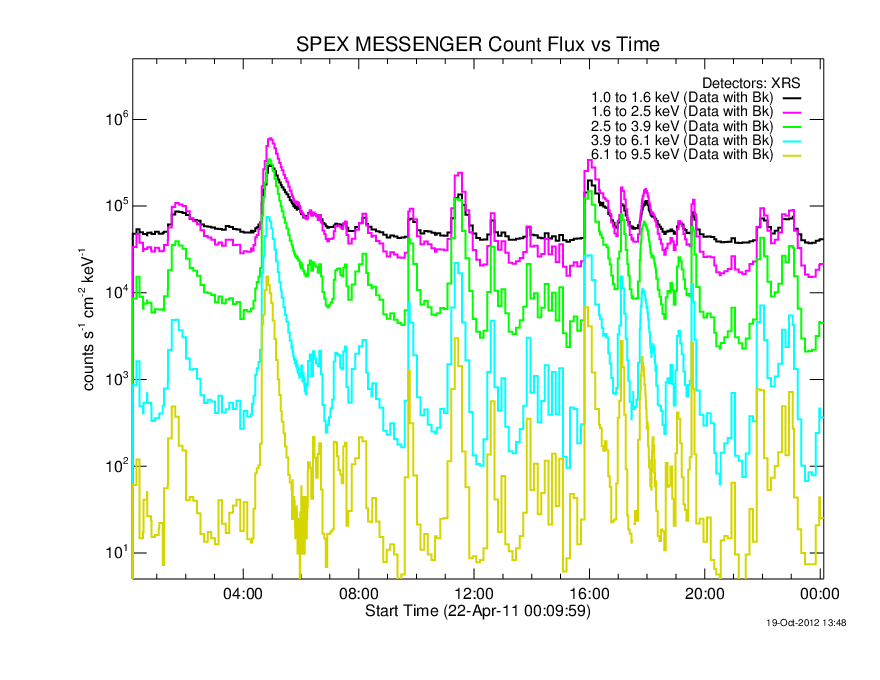 SPEX MESSENGER Count Flux vs Time
Detectors: XRS
1.0 to 1.6 keV (Data with Bk)
1.6 to 2.5 keV (Data with Bk)
2.5 to 3.9 keV (Data with Bk)
3.9 to 6.1 keV (Data with Bk)
6.1 to 9.5 keV (Data with Bk)
10⁶
10⁵
10⁴
10³
10²
10¹
counts s⁻¹ cm⁻² keV⁻¹
04:00 08:00 12:00 16:00 20:00 00:00
Start Time (22-Apr-11 00:09:59)
19-Oct-2012 13:48